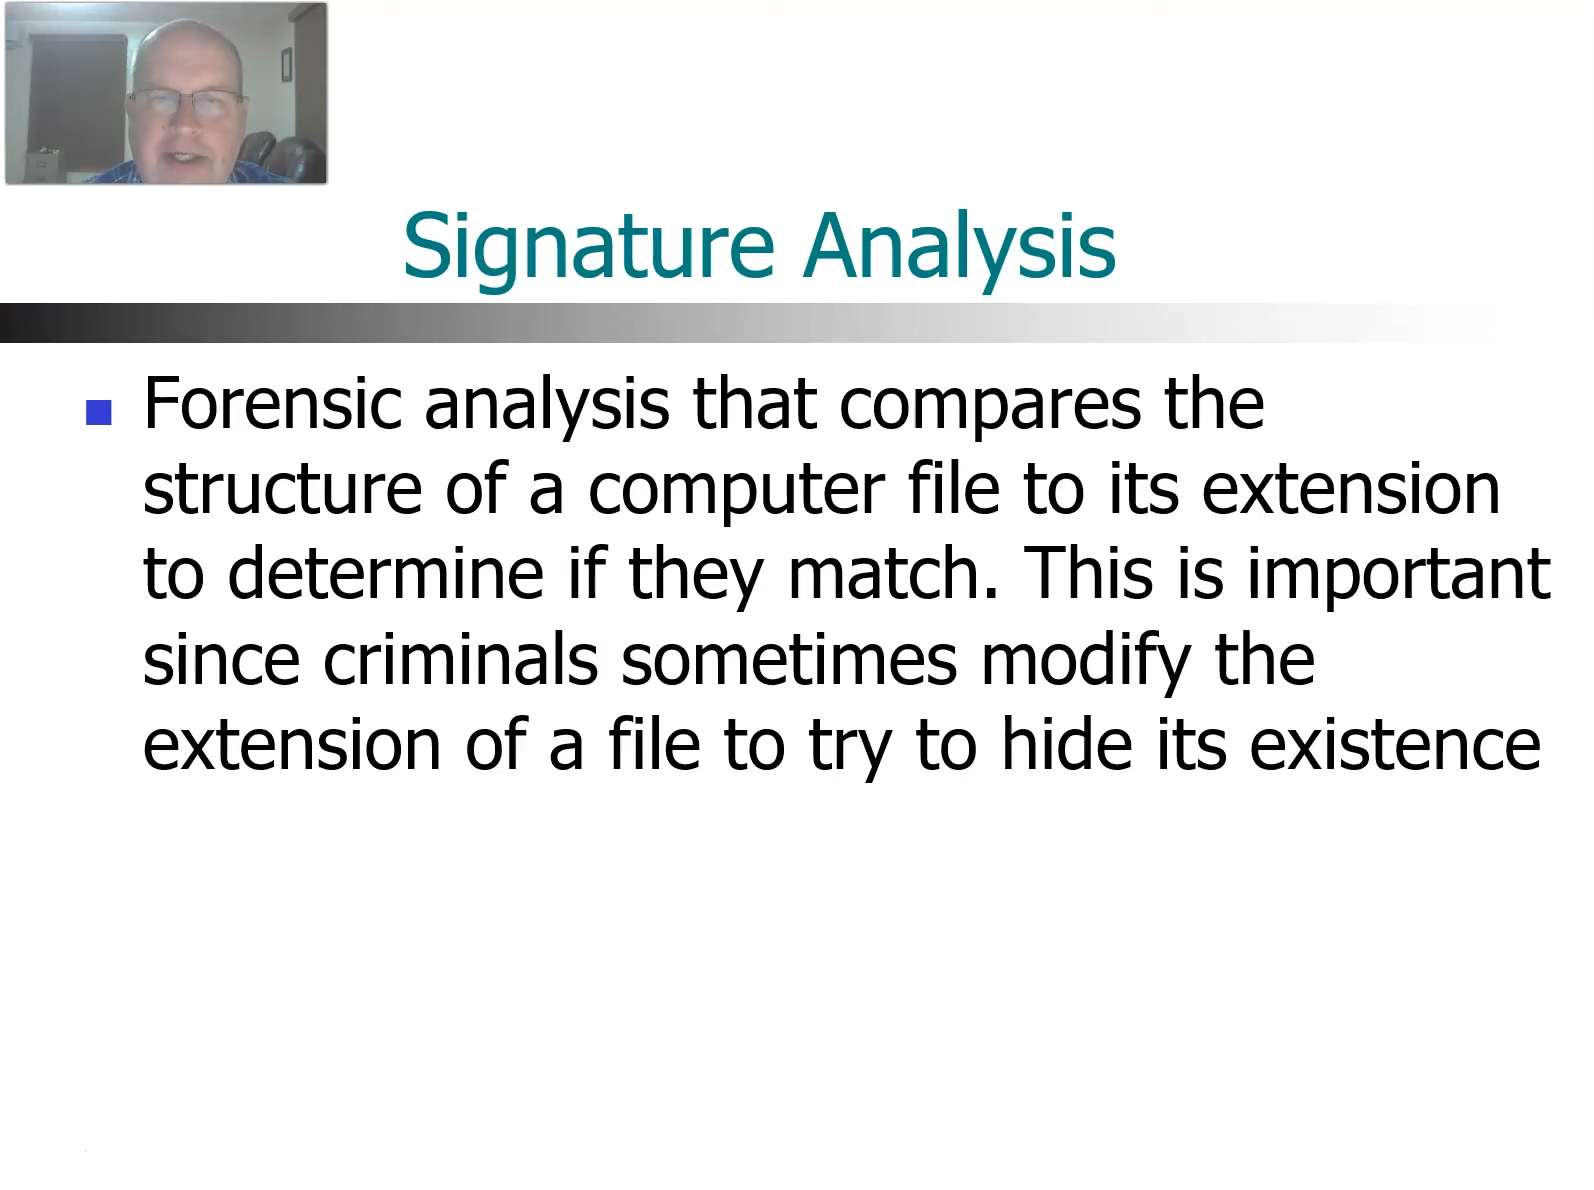 Signature Analysis
Forensic analysis that compares the
structure of a computer file to its extension
to determine if they match. This is important
since criminals sometimes modify the
extension of a file to try to hide its existence